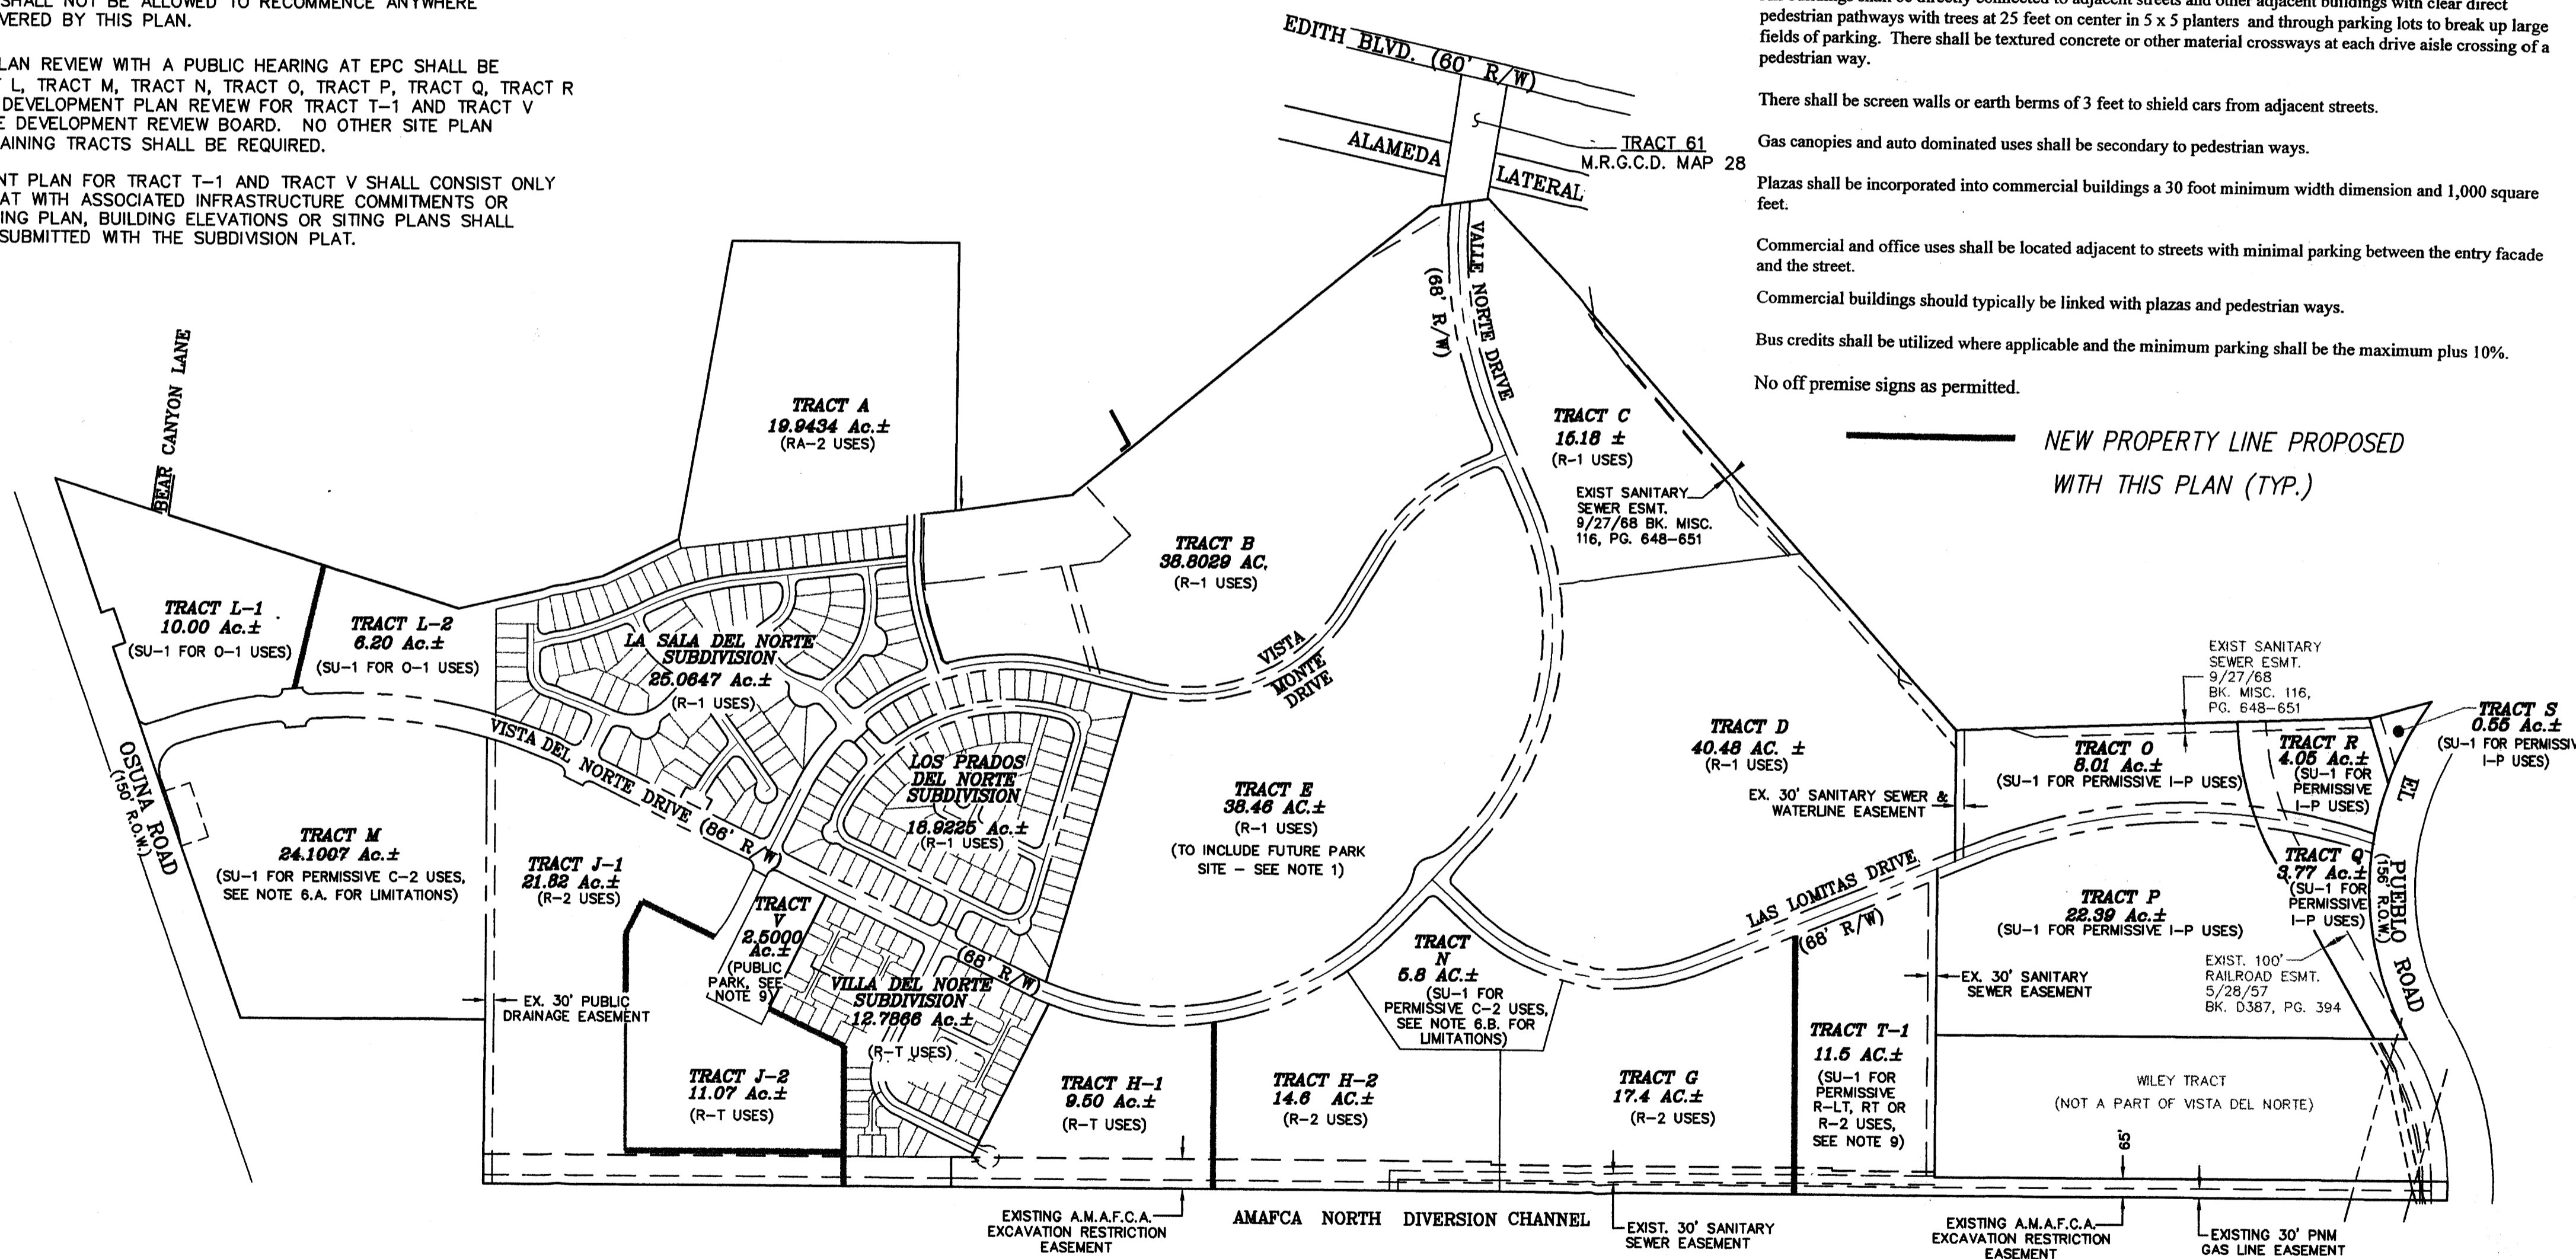 SHALL NOT BE ALLOWED TO RECOMMENCE ANYWHERE
VERED BY THIS PLAN.
LAN REVIEW WITH A PUBLIC HEARING AT EPC SHALL BE
L, TRACT M, TRACT N, TRACT O, TRACT P, TRACT Q, TRACT R
DEVELOPMENT PLAN REVIEW FOR TRACT T-1 AND TRACT V
E DEVELOPMENT REVIEW BOARD. NO OTHER SITE PLAN
AINING TRACTS SHALL BE REQUIRED.
NT PLAN FOR TRACT T-1 AND TRACT V SHALL CONSIST ONLY
AT WITH ASSOCIATED INFRASTRUCTURE COMMITMENTS OR
ING PLAN, BUILDING ELEVATIONS OR SITING PLANS SHALL
SUBMITTED WITH THE SUBDIVISION PLAT.
pedestrian pathways with trees at 25 feet on center in 5 x 5 planters and through parking lots to break up large
fields of parking. There shall be textured concrete or other material crossways at each drive aisle crossing of a
pedestrian way.
There shall be screen walls or earth berms of 3 feet to shield cars from adjacent streets.
Gas canopies and auto dominated uses shall be secondary to pedestrian ways.
Plazas shall be incorporated into commercial buildings a 30 foot minimum width dimension and 1,000 square
feet.
Commercial and office uses shall be located adjacent to streets with minimal parking between the entry facade
and the street.
Commercial buildings should typically be linked with plazas and pedestrian ways.
Bus credits shall be utilized where applicable and the minimum parking shall be the maximum plus 10%.
No off premise signs as permitted.
NEW PROPERTY LINE PROPOSED
WITH THIS PLAN (TYP.)
EDITH BLVD. (60' R/W)
ALAMEDA
LATERAL
TRACT 61
M.R.G.C.D. MAP 28
VALLE NORTE DRIVE
(68' R/W)
BEAR CANYON LANE
TRACT A
19.9434 Ac.±
(RA-2 USES)
TRACT C
15.18 ±
(R-1 USES)
EXIST SANITARY
SEWER ESMT.
9/27/68 BK. MISC.
116, PG. 648-651
TRACT B
38.8029 AC,
(R-1 USES)
TRACT L-1
10.00 Ac.±
(SU-1 FOR O-1 USES)
TRACT L-2
6.20 Ac.±
(SU-1 FOR O-1 USES)
LA SALA DEL NORTE
SUBDIVISION
25.0647 Ac.±
(R-1 USES)
VISTA
MONTE
DRIVE
EXIST SANITARY
SEWER ESMT.
9/27/68
BK. MISC. 116,
PG. 648-651
TRACT S
0.55 Ac.±
(SU-1 FOR PERMISSIV
I-P USES)
TRACT D
40.48 AC. ±
(R-1 USES)
TRACT O
8.01 Ac.±
(SU-1 FOR PERMISSIVE I-P USES)
TRACT R
4.05 Ac.±
(SU-1 FOR
PERMISSIVE
I-P USES)
EL
PUEBLO
ROAD
(156' R.O.W.)
EX. 30' SANITARY SEWER &
WATERLINE EASEMENT
VISTA DEL NORTE DRIVE (86' R/W)
OSUNA ROAD
(150' R.O.W.)
LOS PRADOS
DEL NORTE
SUBDIVISION
18.9225 Ac.±
(R-1 USES)
TRACT E
38.46 AC.±
(R-1 USES)
(TO INCLUDE FUTURE PARK
SITE - SEE NOTE 1)
TRACT M
24.1007 Ac.±
(SU-1 FOR PERMISSIVE C-2 USES,
SEE NOTE 6.A. FOR LIMITATIONS)
TRACT J-1
21.82 Ac.±
(R-2 USES)
TRACT
V
2.5000
Ac.±
(PUBLIC
PARK, SEE
NOTE 9)
LAS LOMITAS DRIVE
(68' R/W)
TRACT P
22.39 Ac.±
(SU-1 FOR PERMISSIVE I-P USES)
TRACT Q
3.77 Ac.±
(SU-1 FOR
PERMISSIVE
I-P USES)
EXIST. 100'
RAILROAD ESMT.
5/28/57
BK. D387, PG. 394
(68' R/W)
TRACT
N
5.8 AC.±
(SU-1 FOR
PERMISSIVE C-2 USES,
SEE NOTE 6.B. FOR
LIMITATIONS)
EX. 30' SANITARY
SEWER EASEMENT
EX. 30' PUBLIC
DRAINAGE EASEMENT
VILLA DEL NORTE
SUBDIVISION
12.7866 Ac.±
(R-T USES)
TRACT T-1
11.5 AC.±
(SU-1 FOR
PERMISSIVE
R-LT, RT OR
R-2 USES,
SEE NOTE 9)
TRACT J-2
11.07 Ac.±
(R-T USES)
TRACT H-1
9.50 Ac.±
(R-T USES)
TRACT H-2
14.6 AC.±
(R-2 USES)
TRACT G
17.4 AC.±
(R-2 USES)
WILEY TRACT
(NOT A PART OF VISTA DEL NORTE)
65'
EXISTING A.M.A.F.C.A.
EXCAVATION RESTRICTION
EASEMENT
AMAFCA NORTH DIVERSION CHANNEL
EXIST. 30' SANITARY
SEWER EASEMENT
EXISTING A.M.A.F.C.A.
EXCAVATION RESTRICTION
EASEMENT
EXISTING 30' PNM
GAS LINE EASEMENT